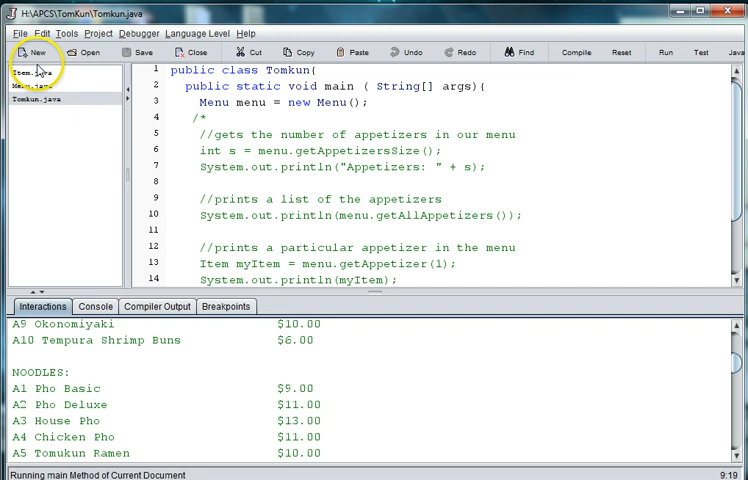 H:\APCS\TomKun\Tomkun.java
File Edit Tools Project Debugger Language Level Help
New Open Save Close Cut Copy Paste Undo Redo Find Compile Reset Run Test Java
Item.java
Menu.java
Tomkun.java
1 public class Tomkun{
2 public static void main ( String[] args){
3 Menu menu = new Menu();
4 /*
5 //gets the number of appetizers in our menu
6 int s = menu.getAppetizersSize();
7 System.out.println("Appetizers: " + s);
8
9 //prints a list of the appetizers
10 System.out.println(menu.getAllAppetizers());
11
12 //prints a particular appetizer in the menu
13 Item myItem = menu.getAppetizer(1);
14 System.out.println(myItem);
Interactions Console Compiler Output Breakpoints
A9 Okonomiyaki $10.00
A10 Tempura Shrimp Buns $6.00
NOODLES:
A1 Pho Basic $9.00
A2 Pho Deluxe $11.00
A3 House Pho $13.00
A4 Chicken Pho $11.00
A5 Tomukun Ramen $10.00
Running main Method of Current Document 9:19